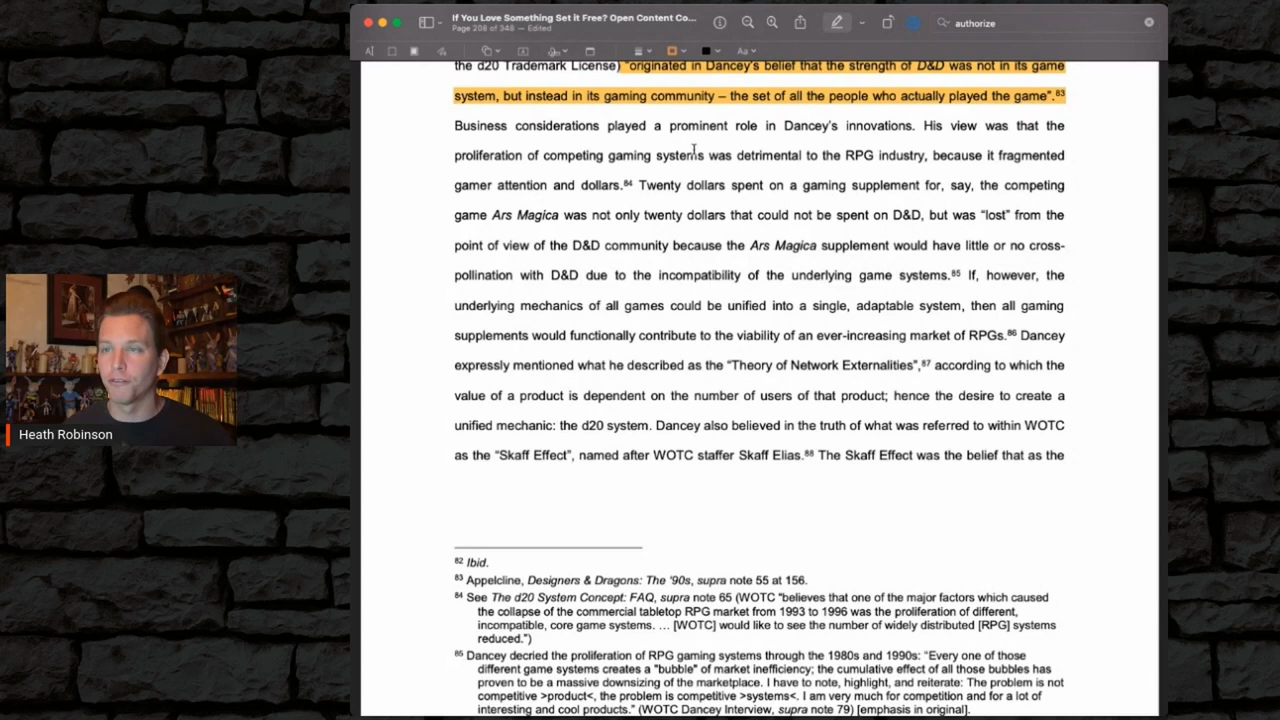 If You Love Something Set it Free? Open Content Co...
Page 208 of 348 — Edited
authorize
Aa
the d20 Trademark License) "originated in Dancey's belief that the strength of D&D was not in its game
system, but instead in its gaming community – the set of all the people who actually played the game".83
Business considerations played a prominent role in Dancey's innovations. His view was that the
proliferation of competing gaming systems was detrimental to the RPG industry, because it fragmented
gamer attention and dollars.84 Twenty dollars spent on a gaming supplement for, say, the competing
game Ars Magica was not only twenty dollars that could not be spent on D&D, but was "lost" from the
point of view of the D&D community because the Ars Magica supplement would have little or no cross-
pollination with D&D due to the incompatibility of the underlying game systems.85 If, however, the
underlying mechanics of all games could be unified into a single, adaptable system, then all gaming
supplements would functionally contribute to the viability of an ever-increasing market of RPGs.86 Dancey
expressly mentioned what he described as the "Theory of Network Externalities",87 according to which the
value of a product is dependent on the number of users of that product; hence the desire to create a
unified mechanic: the d20 system. Dancey also believed in the truth of what was referred to within WOTC
as the "Skaff Effect", named after WOTC staffer Skaff Elias.88 The Skaff Effect was the belief that as the
82 Ibid.
83 Appelcline, Designers & Dragons: The '90s, supra note 55 at 156.
84 See The d20 System Concept: FAQ, supra note 65 (WOTC "believes that one of the major factors which caused
the collapse of the commercial tabletop RPG market from 1993 to 1996 was the proliferation of different,
incompatible, core game systems. … [WOTC] would like to see the number of widely distributed [RPG] systems
reduced.")
85 Dancey decried the proliferation of RPG gaming systems through the 1980s and 1990s: "Every one of those
different game systems creates a "bubble" of market inefficiency; the cumulative effect of all those bubbles has
proven to be a massive downsizing of the marketplace. I have to note, highlight, and reiterate: The problem is not
competitive >product<, the problem is competitive >systems<. I am very much for competition and for a lot of
interesting and cool products." (WOTC Dancey Interview, supra note 79) [emphasis in original].
Heath Robinson